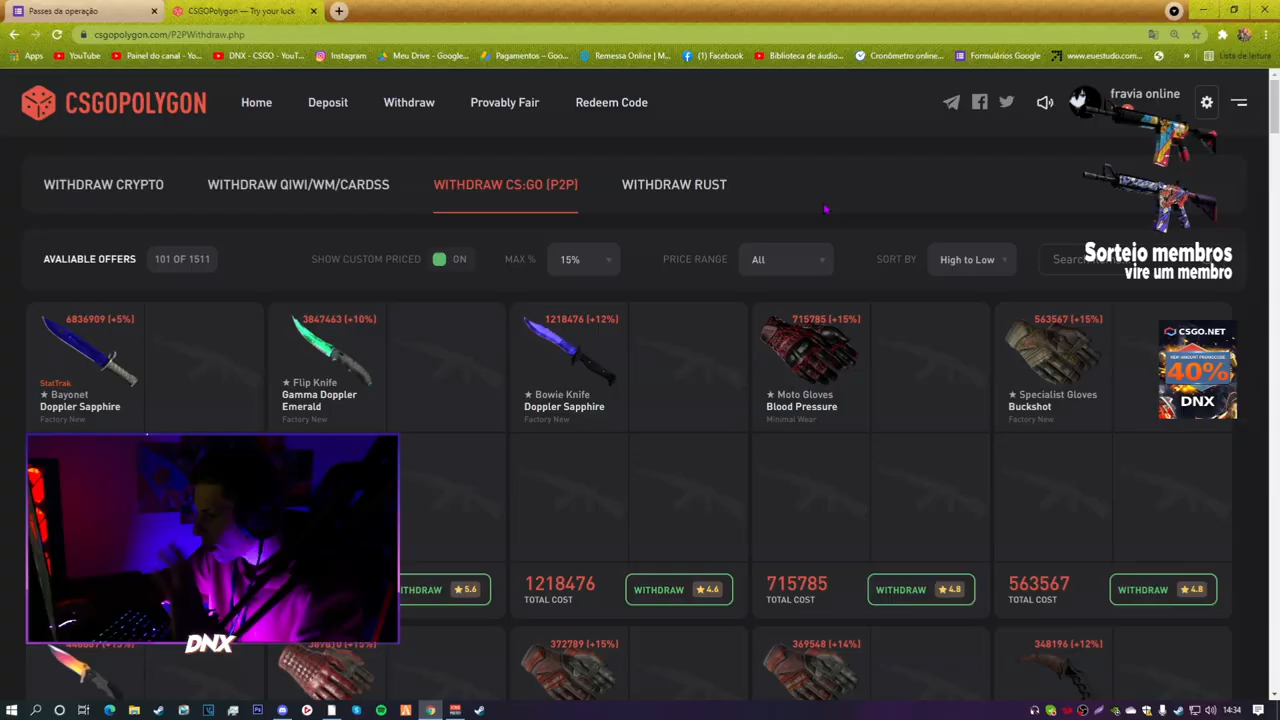 Passes da operação
CSGOPolygon — Try your luck
csgopolygon.com/P2PWithdraw.php
Apps
YouTube
Painel do canal - Yo...
DNX - CSGO - YouT...
Instagram
Meu Drive - Google...
Pagamentos – Goo...
Remessa Online - M...
(1) Facebook
Biblioteca de áudio...
Cronômetro online...
Formulários Google
www.euestudo.com...
Lista de leitura
CSGOPOLYGON
Home
Deposit
Withdraw
Provably Fair
Redeem Code
fravia online
WITHDRAW CRYPTO
WITHDRAW QIWI/WM/CARDSS
WITHDRAW CS:GO (P2P)
WITHDRAW RUST
AVALIABLE OFFERS
101 OF 1511
SHOW CUSTOM PRICED
ON
MAX %
15%
PRICE RANGE
All
SORT BY
High to Low
Sorteio membros
vire um membro
6836909 (+5%)
StatTrak
★ Bayonet
Doppler Sapphire
Factory New
3847463 (+10%)
★ Flip Knife
Gamma Doppler
Emerald
Factory New
1218476 (+12%)
★ Bowie Knife
Doppler Sapphire
Factory New
715785 (+15%)
★ Moto Gloves
Blood Pressure
Minimal Wear
563567 (+15%)
★ Specialist Gloves
Buckshot
Factory New
CSGO.NET
NEW AMOUNT PROMOCODE
40%
DNX
5.6
1218476
TOTAL COST
WITHDRAW
4.6
715785
TOTAL COST
WITHDRAW
4.8
563567
TOTAL COST
WITHDRAW
4.8
DNX
372789 (+15%)
369548 (+14%)
348196 (+12%)
14:34